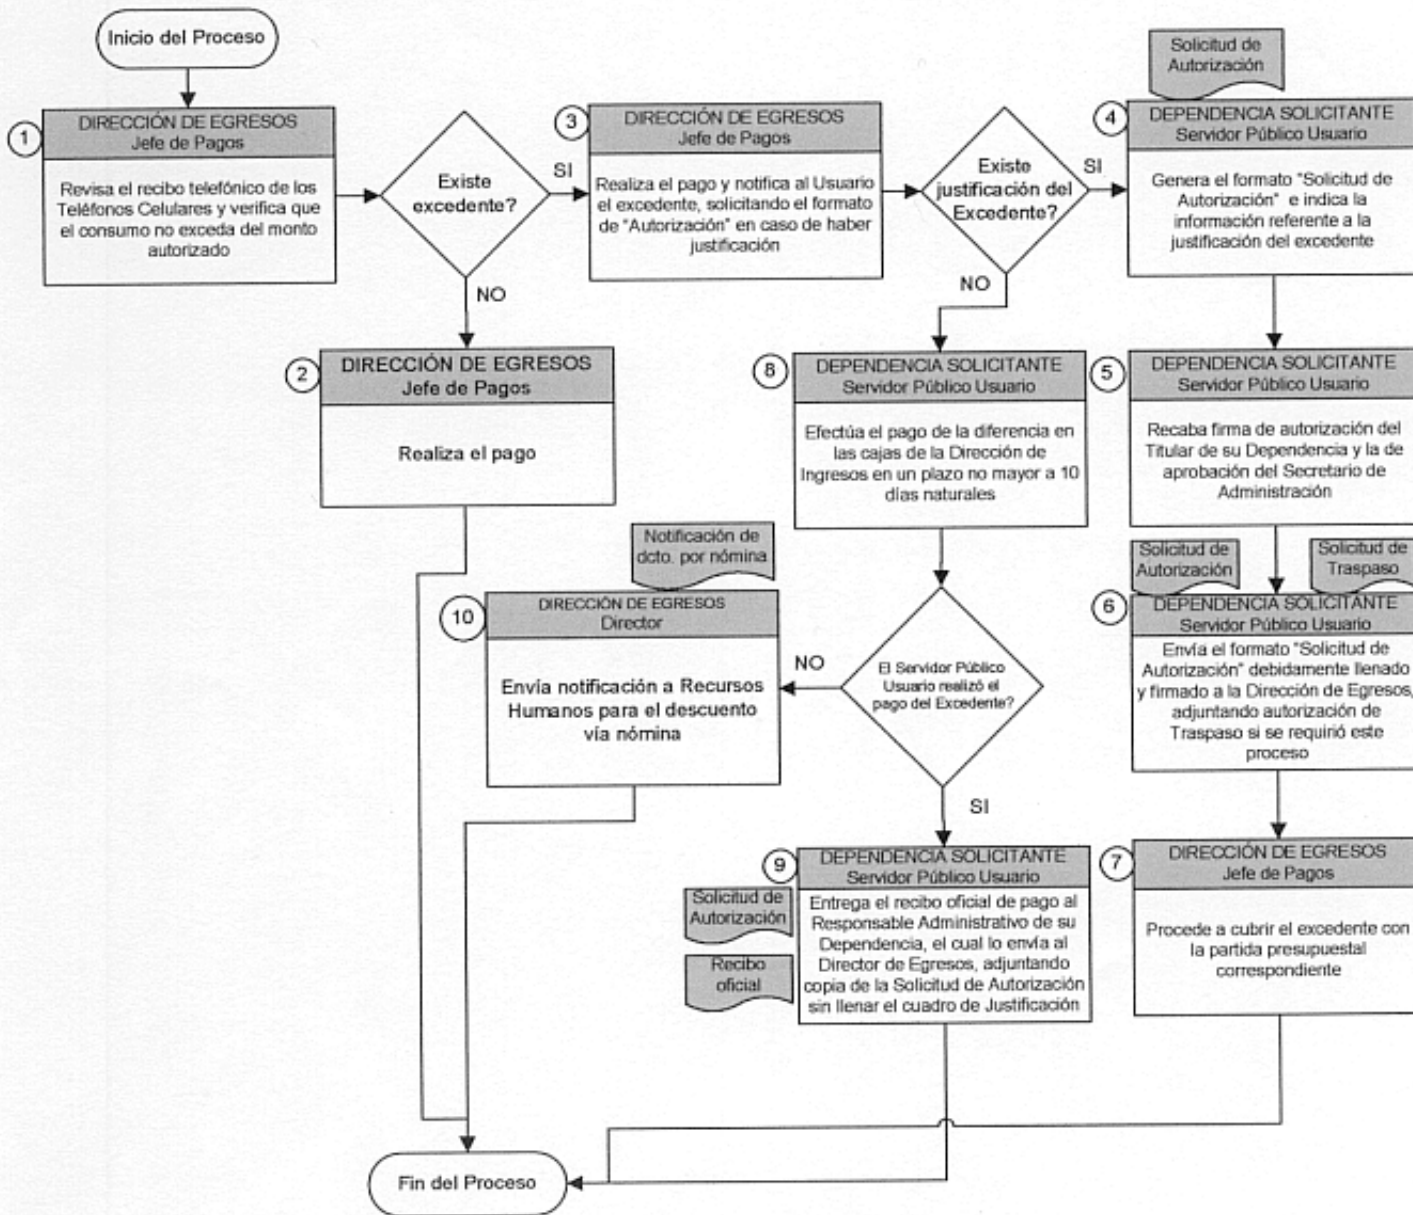 Inicio del Proceso
1
DIRECCIÓN DE EGRESOS
Jefe de Pagos
Revisa el recibo telefónico de los
Teléfonos Celulares y verifica que
el consumo no exceda del monto
autorizado
Existe
excedente?
SI
NO
3
DIRECCIÓN DE EGRESOS
Jefe de Pagos
Realiza el pago y notifica al Usuario
el excedente, solicitando el formato
de "Autorización" en caso de haber
justificación
Existe
justificación del
Excedente?
SI
NO
Solicitud de
Autorización
4
DEPENDENCIA SOLICITANTE
Servidor Público Usuario
Genera el formato "Solicitud de
Autorización" e indica la
información referente a la
justificación del excedente
2
DIRECCIÓN DE EGRESOS
Jefe de Pagos
Realiza el pago
8
DEPENDENCIA SOLICITANTE
Servidor Público Usuario
Efectúa el pago de la diferencia en
las cajas de la Dirección de
Ingresos en un plazo no mayor a 10
días naturales
5
DEPENDENCIA SOLICITANTE
Servidor Público Usuario
Recaba firma de autorización del
Titular de su Dependencia y la de
aprobación del Secretario de
Administración
Notificación de
dcto. por nómina
10
DIRECCIÓN DE EGRESOS
Director
Envía notificación a Recursos
Humanos para el descuento
vía nómina
NO
El Servidor Público
Usuario realizó el
pago del Excedente?
SI
Solicitud de
Autorización
Solicitud de
Traspaso
6
DEPENDENCIA SOLICITANTE
Servidor Público Usuario
Envía el formato "Solicitud de
Autorización" debidamente llenado
y firmado a la Dirección de Egresos,
adjuntando autorización de
Traspaso si se requirió este
proceso
9
DEPENDENCIA SOLICITANTE
Servidor Público Usuario
Solicitud de
Autorización
Recibo
oficial
Entrega el recibo oficial de pago al
Responsable Administrativo de su
Dependencia, el cual lo envía al
Director de Egresos, adjuntando
copia de la Solicitud de Autorización
sin llenar el cuadro de Justificación
7
DIRECCIÓN DE EGRESOS
Jefe de Pagos
Procede a cubrir el excedente con
la partida presupuestal
correspondiente
Fin del Proceso